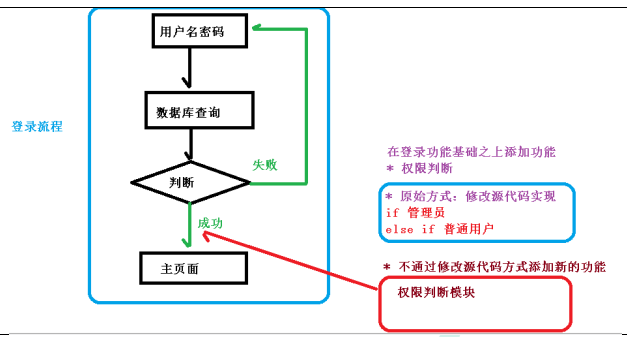 用户名密码
数据库查询
登录流程
失败
判断
成功
主页面
在登录功能基础之上添加功能
* 权限判断
* 原始方式：修改源代码实现
if 管理员
else if 普通用户
* 不通过修改源代码方式添加新的功能
权限判断模块